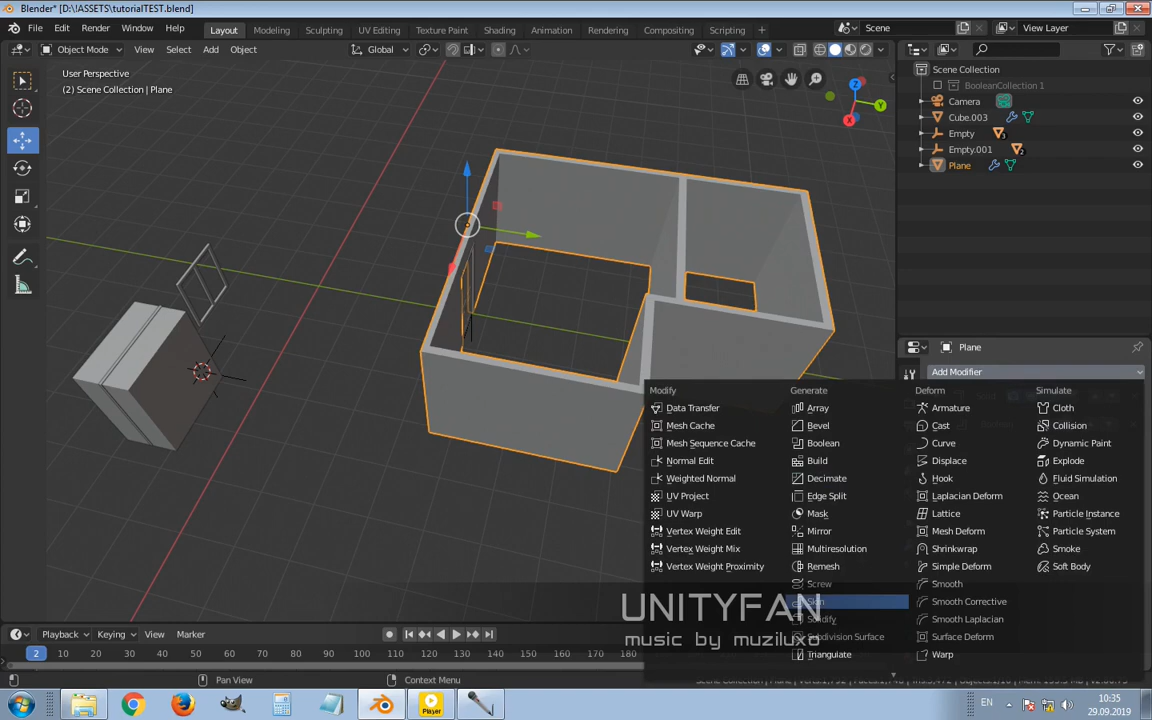 Blender* [D:\!ASSETS\tutorialTEST.blend]
File Edit Render Window Help Layout Modeling Sculpting UV Editing Texture Paint Shading Animation Rendering Compositing Scripting Scene View Layer
Object Mode View Select Add Object Global
User Perspective
(2) Scene Collection | Plane
Scene Collection
BooleanCollection 1
Camera
Cube.003
Empty
3
Empty.001
2
Plane
Z
Y
X
Plane
Add Modifier
Modify Generate Deform Simulate
Data Transfer Array Armature Cloth
Mesh Cache Bevel Cast Collision
Mesh Sequence Cache Boolean Curve Dynamic Paint
Normal Edit Build Displace Explode
Weighted Normal Decimate Hook Fluid Simulation
UV Project Edge Split Laplacian Deform Ocean
UV Warp Mask Lattice Particle Instance
Vertex Weight Edit Mirror Mesh Deform Particle System
Vertex Weight Mix Multiresolution Shrinkwrap Smoke
Vertex Weight Proximity Remesh Simple Deform Soft Body
Screw Smooth
Skin Smooth Corrective
Solidify Smooth Laplacian
Subdivision Surface Surface Deform
Triangulate Warp
UNITYFAN
music by muziluxo
Playback Keying View Marker
2 10 20 30 40 50 60 70 80 90 100 110 120 130 140 150 160 170 180
Pan View Context Menu
Player
EN
10:35
29.09.2019